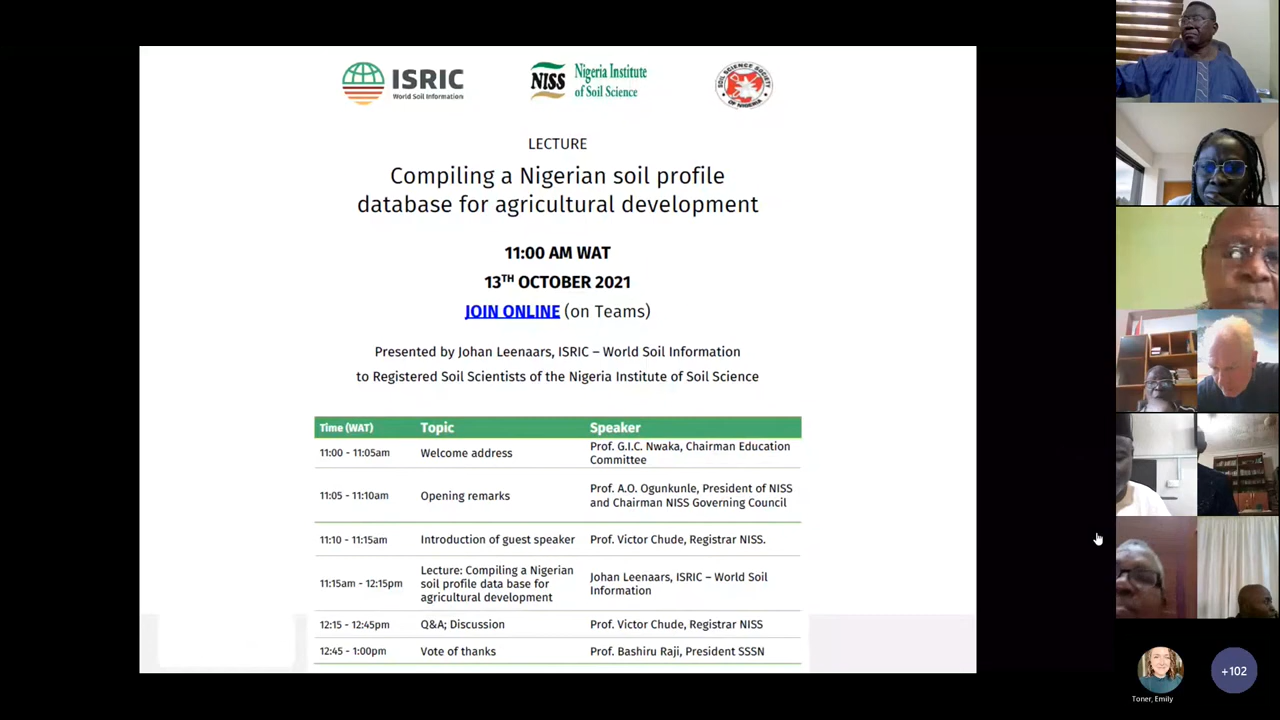 ISRIC
World Soil Information
NISS
Nigeria Institute
of Soil Science
SOIL SCIENCE SOCIETY
OF NIGERIA
LECTURE
Compiling a Nigerian soil profile
database for agricultural development
11:00 AM WAT
13TH OCTOBER 2021
JOIN ONLINE (on Teams)
Presented by Johan Leenaars, ISRIC – World Soil Information
to Registered Soil Scientists of the Nigeria Institute of Soil Science
Time (WAT) Topic Speaker
11:00 - 11:05am Welcome address Prof. G.I.C. Nwaka, Chairman Education
Committee
11:05 - 11:10am Opening remarks Prof. A.O. Ogunkunle, President of NISS
and Chairman NISS Governing Council
11:10 - 11:15am Introduction of guest speaker Prof. Victor Chude, Registrar NISS.
11:15am - 12:15pm Lecture: Compiling a Nigerian
soil profile data base for
agricultural development
Johan Leenaars, ISRIC – World Soil
Information
12:15 - 12:45pm Q&A; Discussion Prof. Victor Chude, Registrar NISS
12:45 - 1:00pm Vote of thanks Prof. Bashiru Raji, President SSSN
+102
Toner, Emily